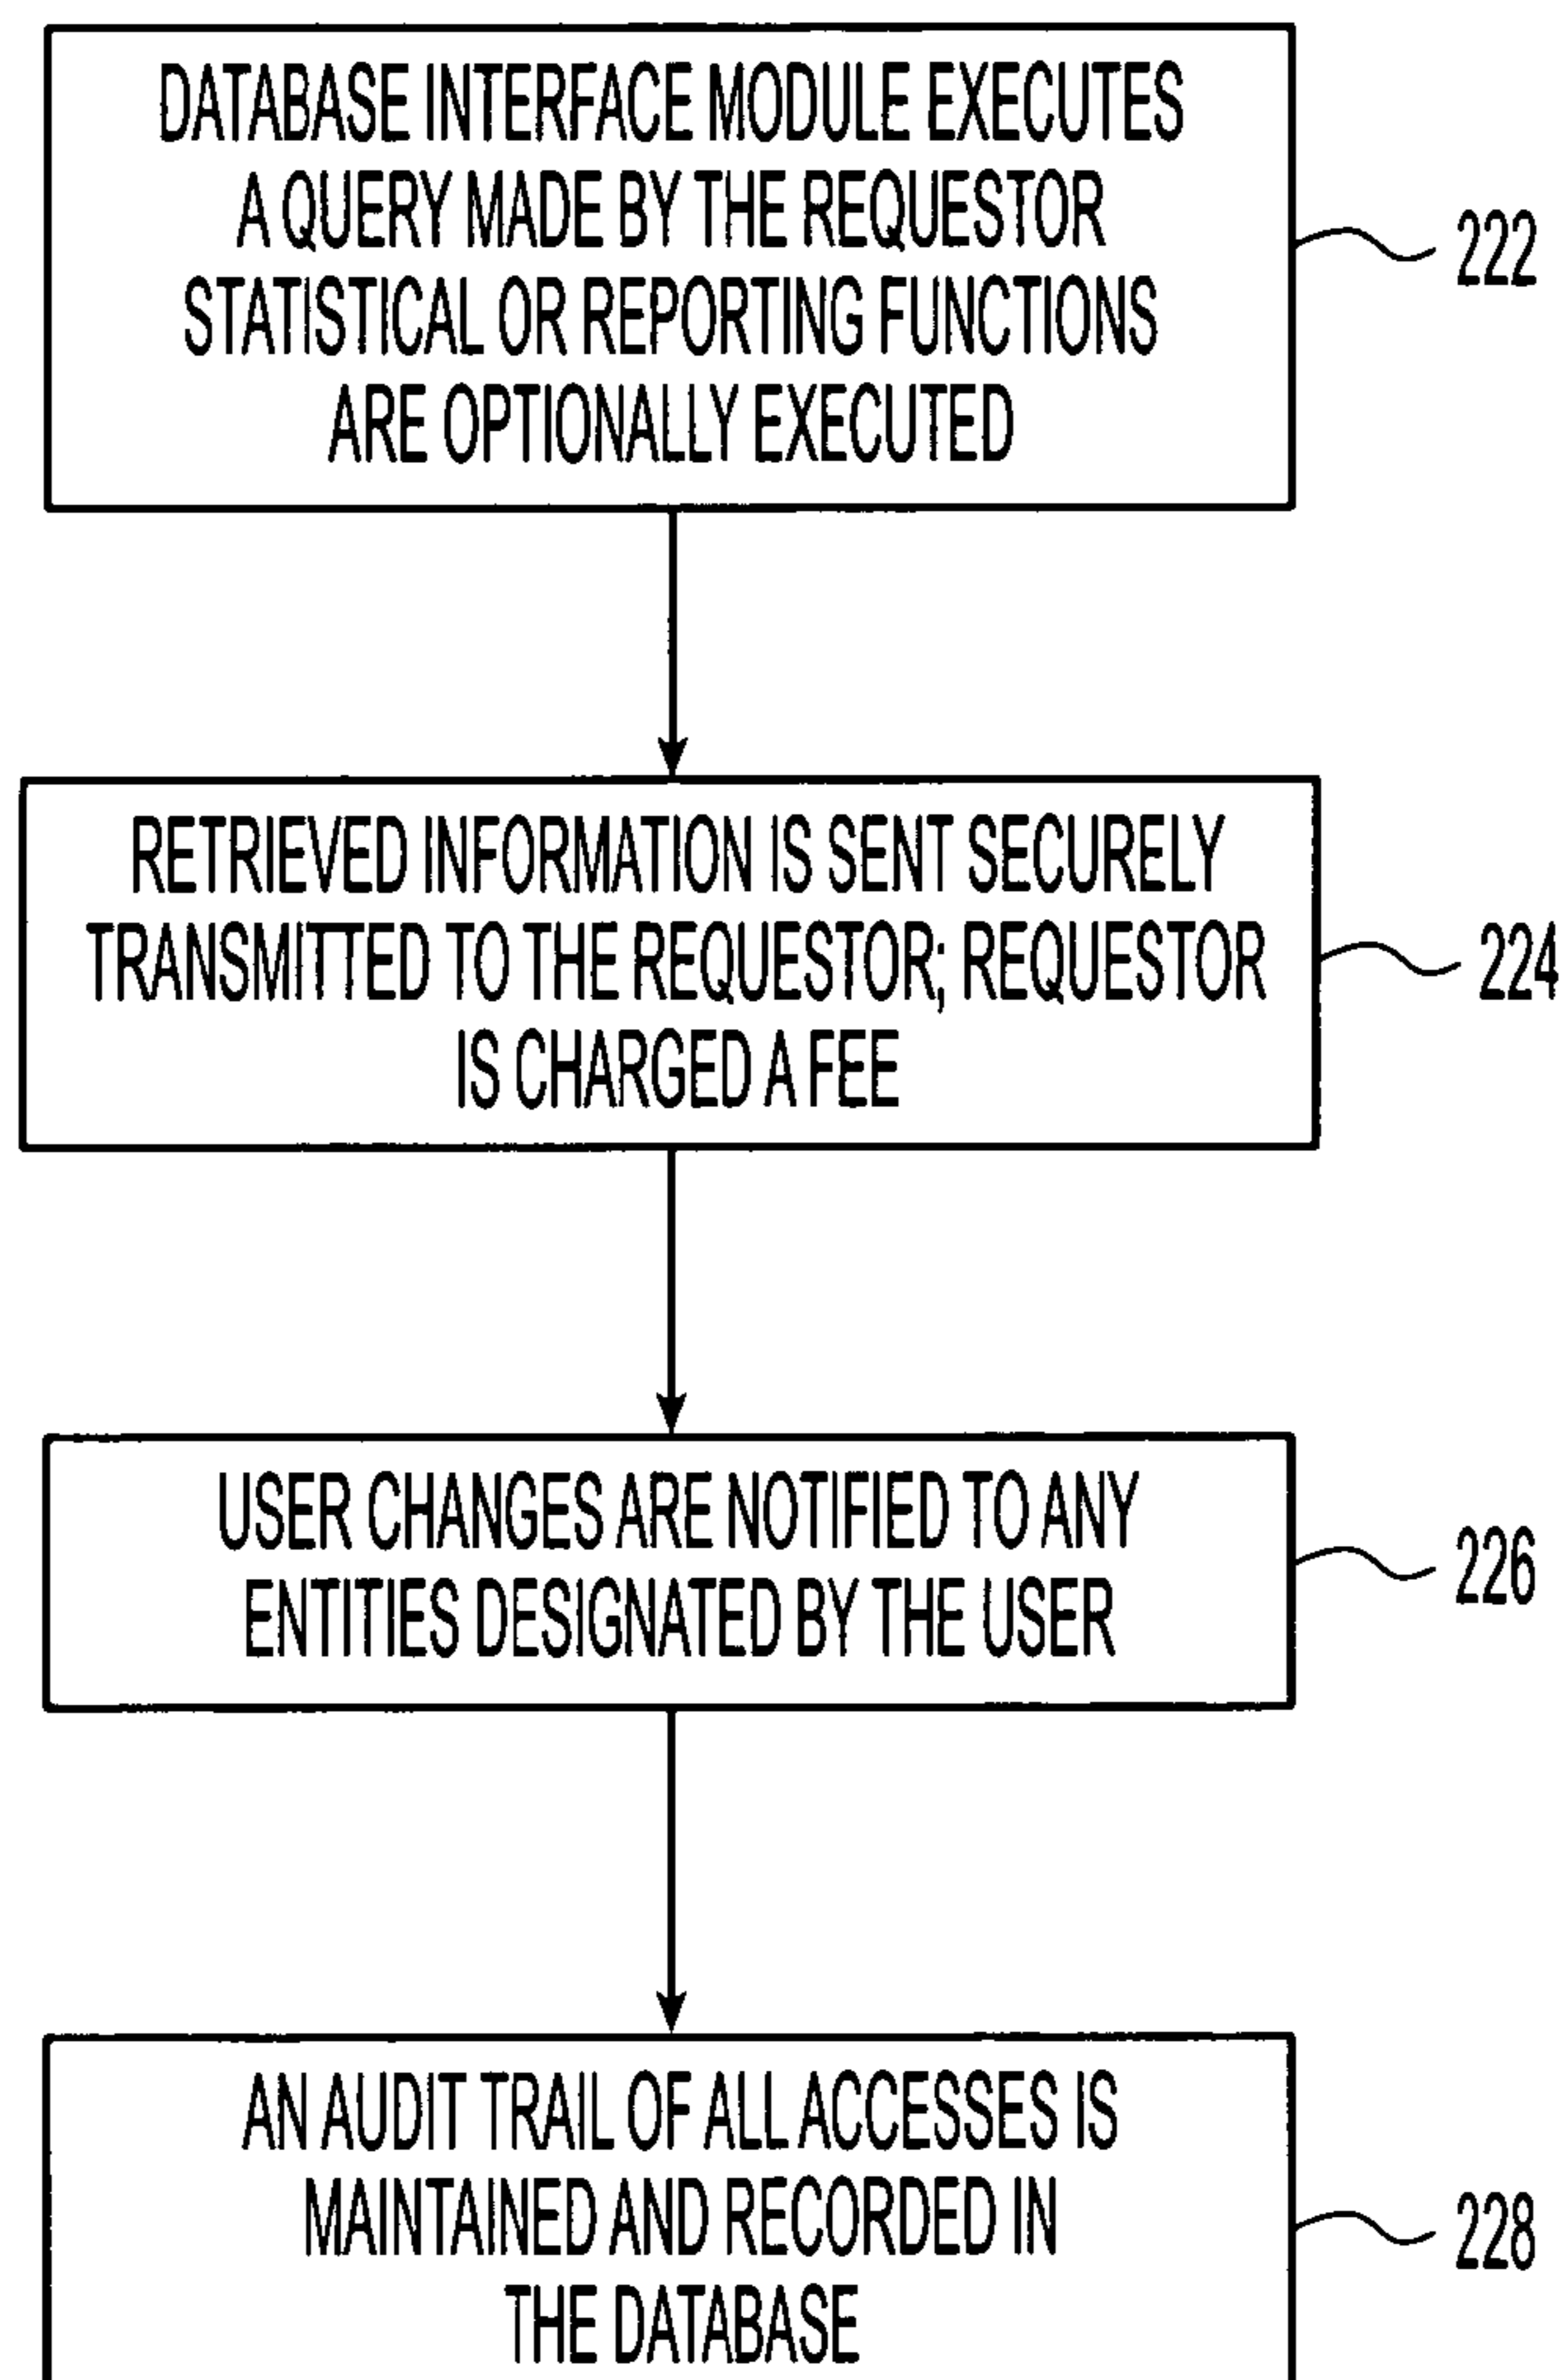 DATABASE INTERFACE MODULE EXECUTES
A QUERY MADE BY THE REQUESTOR
STATISTICAL OR REPORTING FUNCTIONS
ARE OPTIONALLY EXECUTED
222
RETRIEVED INFORMATION IS SENT SECURELY
TRANSMITTED TO THE REQUESTOR; REQUESTOR
IS CHARGED A FEE
224
USER CHANGES ARE NOTIFIED TO ANY
ENTITIES DESIGNATED BY THE USER
226
AN AUDIT TRAIL OF ALL ACCESSES IS
MAINTAINED AND RECORDED IN
THE DATABASE
228